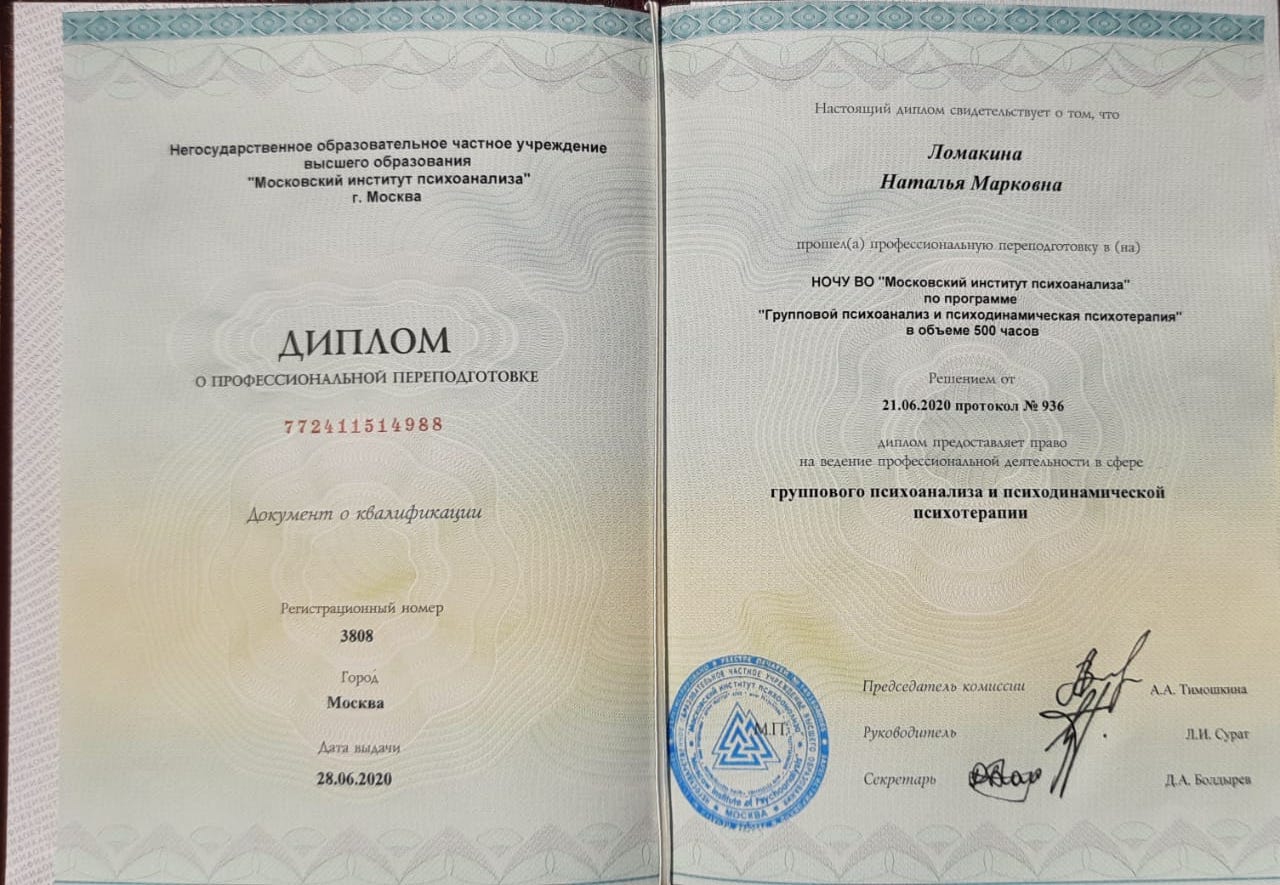 Негосударственное образовательное частное учреждение
высшего образования
"Московский институт психоанализа"
г. Москва
ДИПЛОМ
О ПРОФЕССИОНАЛЬНОЙ ПЕРЕПОДГОТОВКЕ
772411514988
Документ о квалификации
Регистрационный номер
3808
Город
Москва
Дата выдачи
28.06.2020
Настоящий диплом свидетельствует о том, что
Ломакина
Наталья Марковна
прошел(а) профессиональную переподготовку в (на)
НОЧУ ВО "Московский институт психоанализа"
по программе
"Групповой психоанализ и психодинамическая психотерапия"
в объеме 500 часов
Решением от
21.06.2020 протокол № 936
диплом предоставляет право
на ведение профессиональной деятельности в сфере
группового психоанализа и психодинамической
психотерапии
М.П.
Председатель комиссии
А.А. Тимошкина
Руководитель
Л.И. Сурат
Секретарь
Д.А. Болдырев
МОСКВА